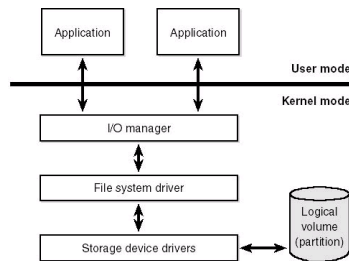 Application
Application
User mode
Kernel mode
I/O manager
File system driver
Logical
volume
(partition)
Storage device drivers